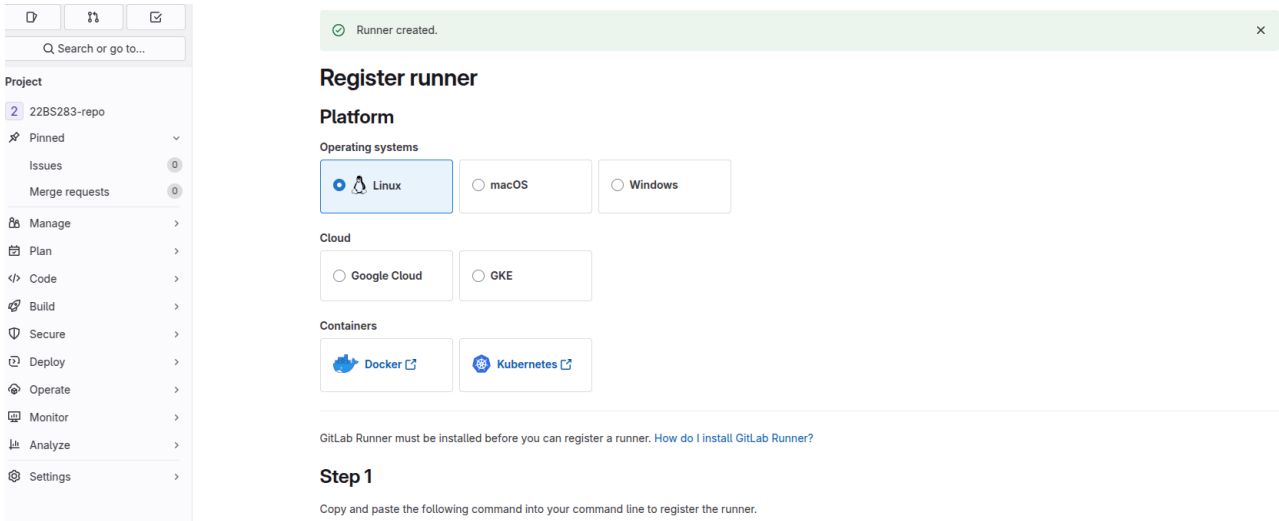 Search or go to...
Project
2 22BS283-repo
Pinned
Issues 0
Merge requests 0
Manage
Plan
Code
Build
Secure
Deploy
Operate
Monitor
Analyze
Settings
Runner created.
Register runner
Platform
Operating systems
Linux macOS Windows
Cloud
Google Cloud GKE
Containers
Docker Kubernetes
GitLab Runner must be installed before you can register a runner. How do I install GitLab Runner?
Step 1
Copy and paste the following command into your command line to register the runner.